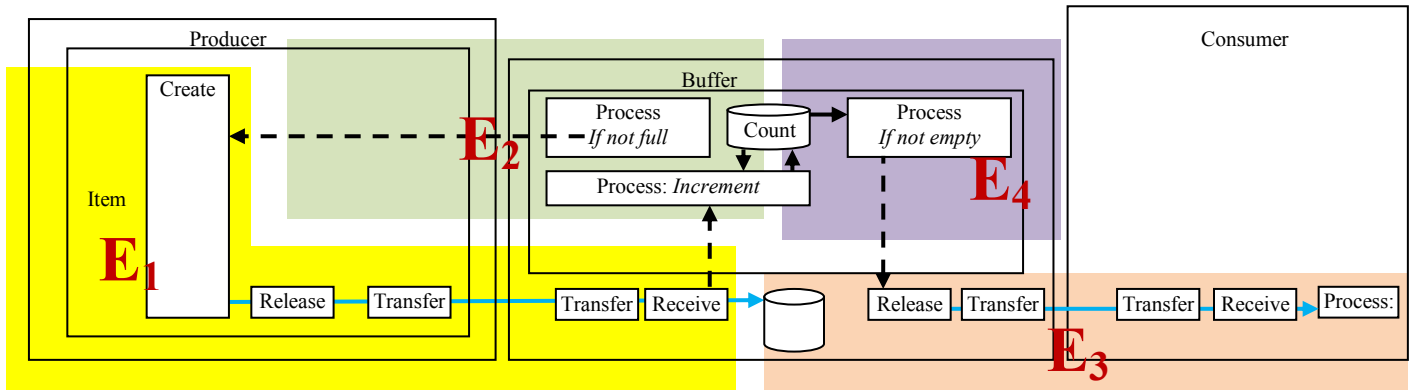 Producer
Consumer
Buffer
Create
Process
If not full
Count
Process
If not empty
E2
E4
Process: Increment
Item
E1
Release
Transfer
Transfer
Receive
Release
Transfer
Transfer
Receive
Process:
E3